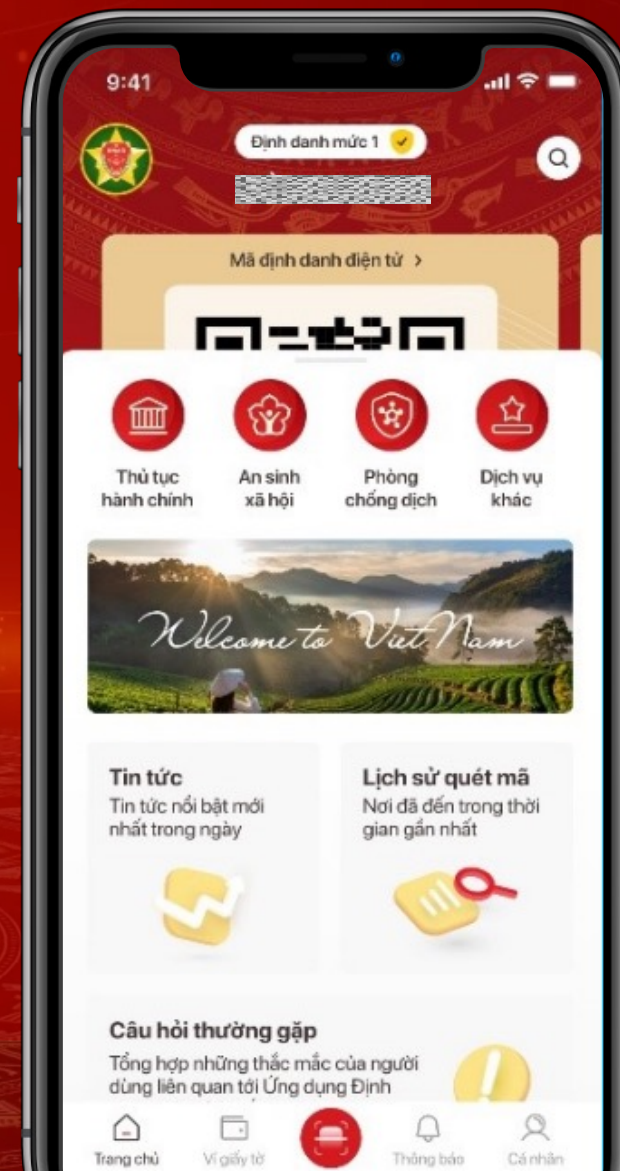 9:41
Định danh mức 1
Mã định danh điện tử >
Thủ tục
hành chính
An sinh
xã hội
Phòng
chống dịch
Dịch vụ
khác
Welcome to Viet Nam
Tin tức
Tin tức nổi bật mới
nhất trong ngày
Lịch sử quét mã
Nơi đã đến trong thời
gian gần nhất
Câu hỏi thường gặp
Tổng hợp những thắc mắc của người
dùng liên quan tới Ứng dụng Định
Trang chủ
Ví giấy tờ
Thông báo
Cá nhân